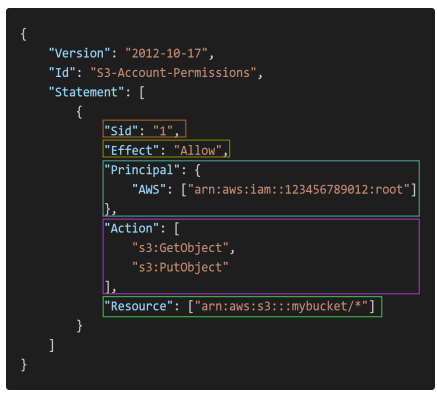 {
"Version": "2012-10-17",
"Id": "S3-Account-Permissions",
"Statement": [
{
"Sid": "1",
"Effect": "Allow",
"Principal": {
"AWS": ["arn:aws:iam::123456789012:root"]
},
"Action": [
"s3:GetObject",
"s3:PutObject"
],
"Resource": ["arn:aws:s3:::mybucket/*"]
}
]
}